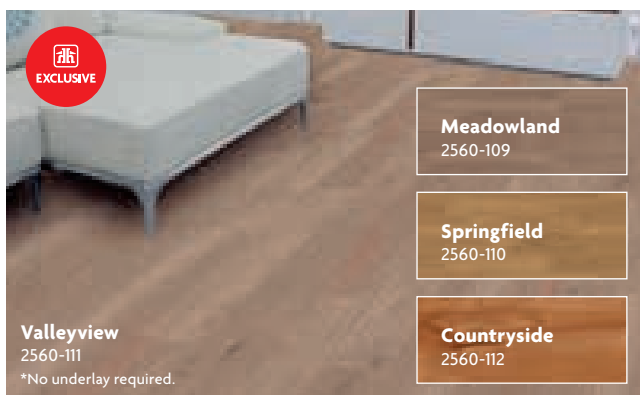 EXCLUSIVE
Meadowland
2560-109
Springfield
2560-110
Countryside
2560-112
Valleyview
2560-111
*No underlay required.